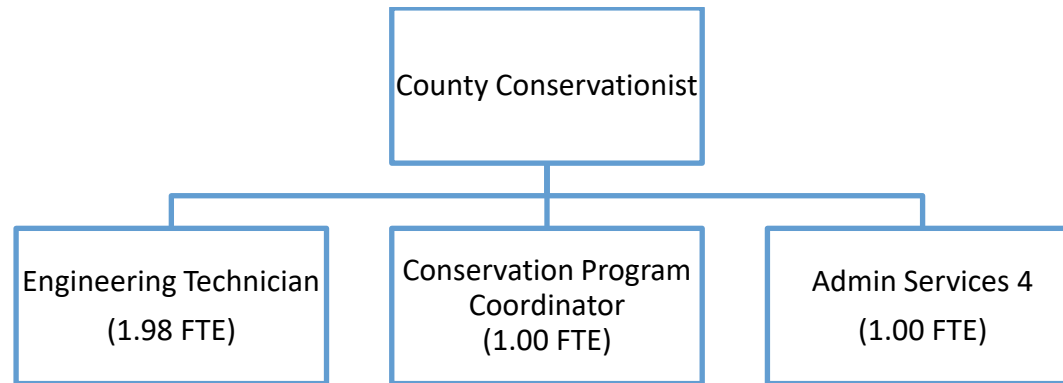 County Conservationist
Engineering Technician
(1.98 FTE)
Conservation Program
Coordinator
(1.00 FTE)
Admin Services 4
(1.00 FTE)